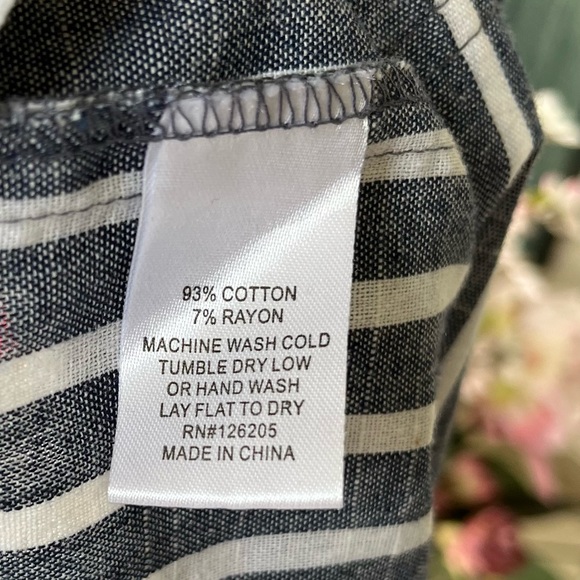 93% COTTON
7% RAYON
MACHINE WASH COLD
TUMBLE DRY LOW
OR HAND WASH
LAY FLAT TO DRY
RN#126205
MADE IN CHINA